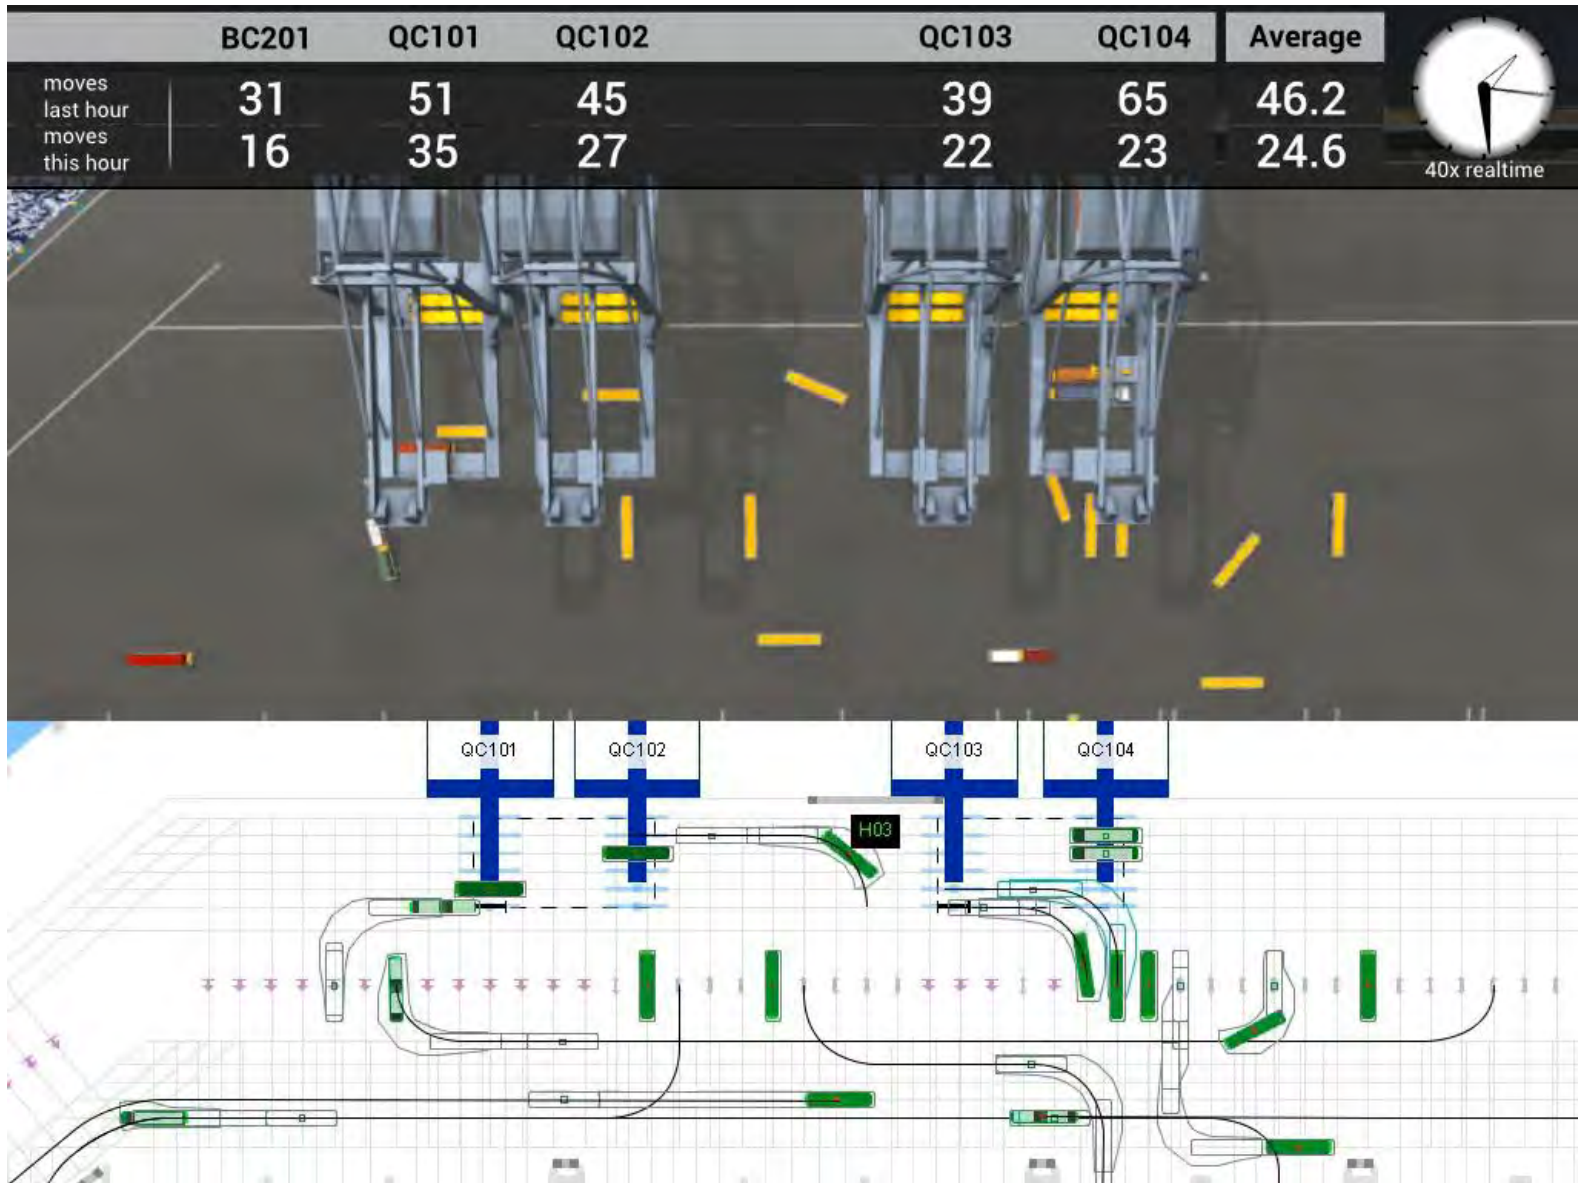 BC201 QC101 QC102 QC103 QC104 Average
moves
last hour 31 51 45 39 65 46.2
moves
this hour 16 35 27 22 23 24.6
40x realtime
QC101 QC102 QC103 QC104
H03